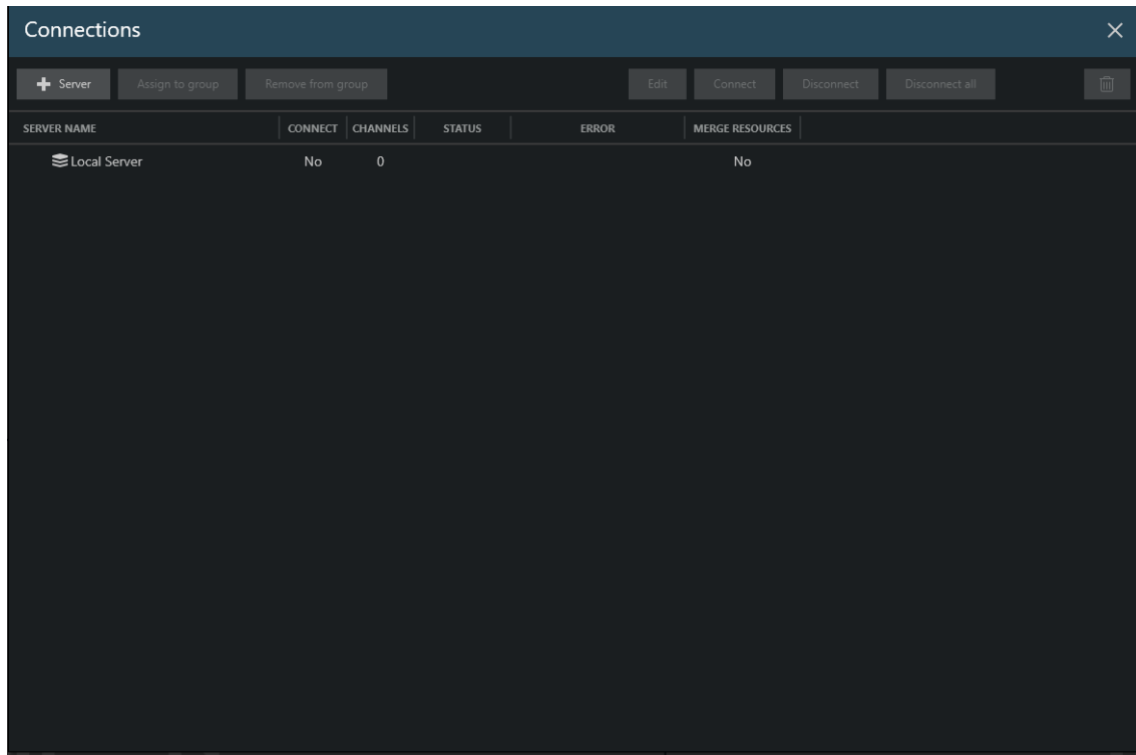 Connections
Server Assign to group Remove from group Edit Connect Disconnect Disconnect all
SERVER NAME CONNECT CHANNELS STATUS ERROR MERGE RESOURCES
Local Server No 0 No